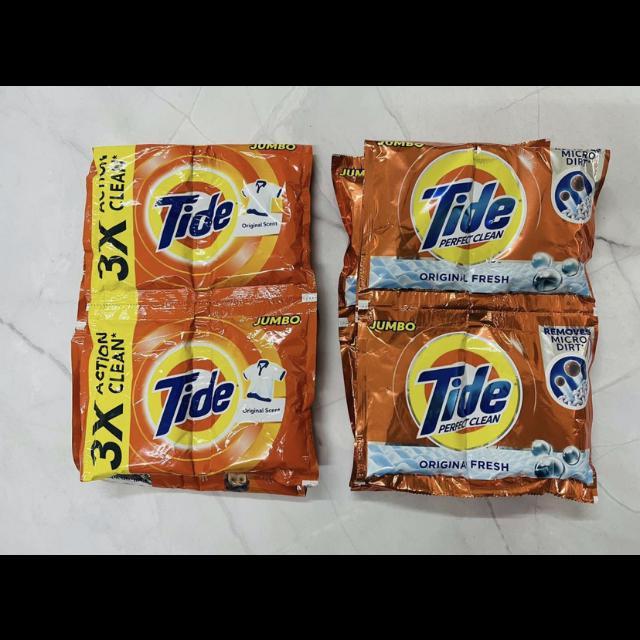 JUMBO
3X
ACTION
CLEAN*
Tide
Original Scent
JUMBO
3X
ACTION
CLEAN*
Tide
Original Scent
JUMBO
JUMBO
MICRO
DIRT*
Tide
PERFECT CLEAN
ORIGINAL FRESH
JUMBO
REMOVES
MICRO
DIRT*
Tide
PERFECT CLEAN
ORIGINAL FRESH